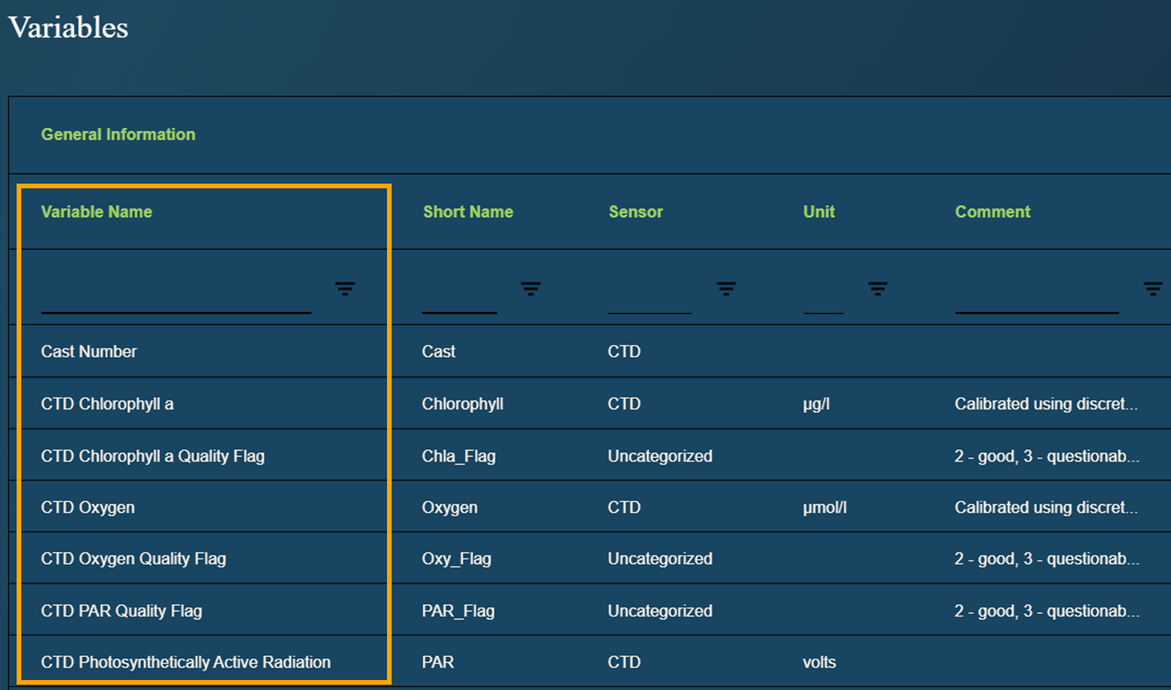 Variables
General Information
Variable Name Short Name Sensor Unit Comment
Cast Number Cast CTD
CTD Chlorophyll a Chlorophyll CTD µg/l Calibrated using discret...
CTD Chlorophyll a Quality Flag Chla_Flag Uncategorized 2 - good, 3 - questionab...
CTD Oxygen Oxygen CTD µmol/l Calibrated using discret...
CTD Oxygen Quality Flag Oxy_Flag Uncategorized 2 - good, 3 - questionab...
CTD PAR Quality Flag PAR_Flag Uncategorized 2 - good, 3 - questionab...
CTD Photosynthetically Active Radiation PAR CTD volts